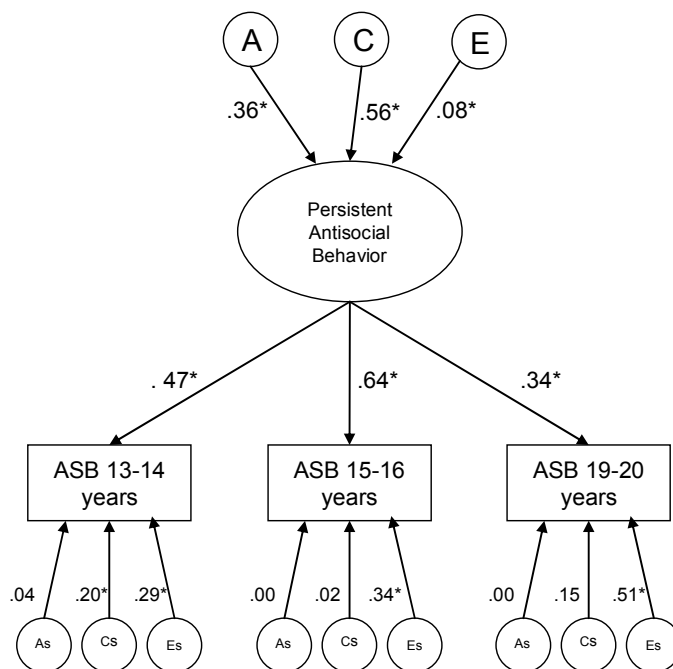 A C E
.36* .56* .08*
Persistent
Antisocial
Behavior
. 47* .64* .34*
ASB 13-14 ASB 15-16 ASB 19-20
years years years
.04 .20* .29* .00 .02 .34* .00 .15 .51*
As Cs Es As Cs Es As Cs Es